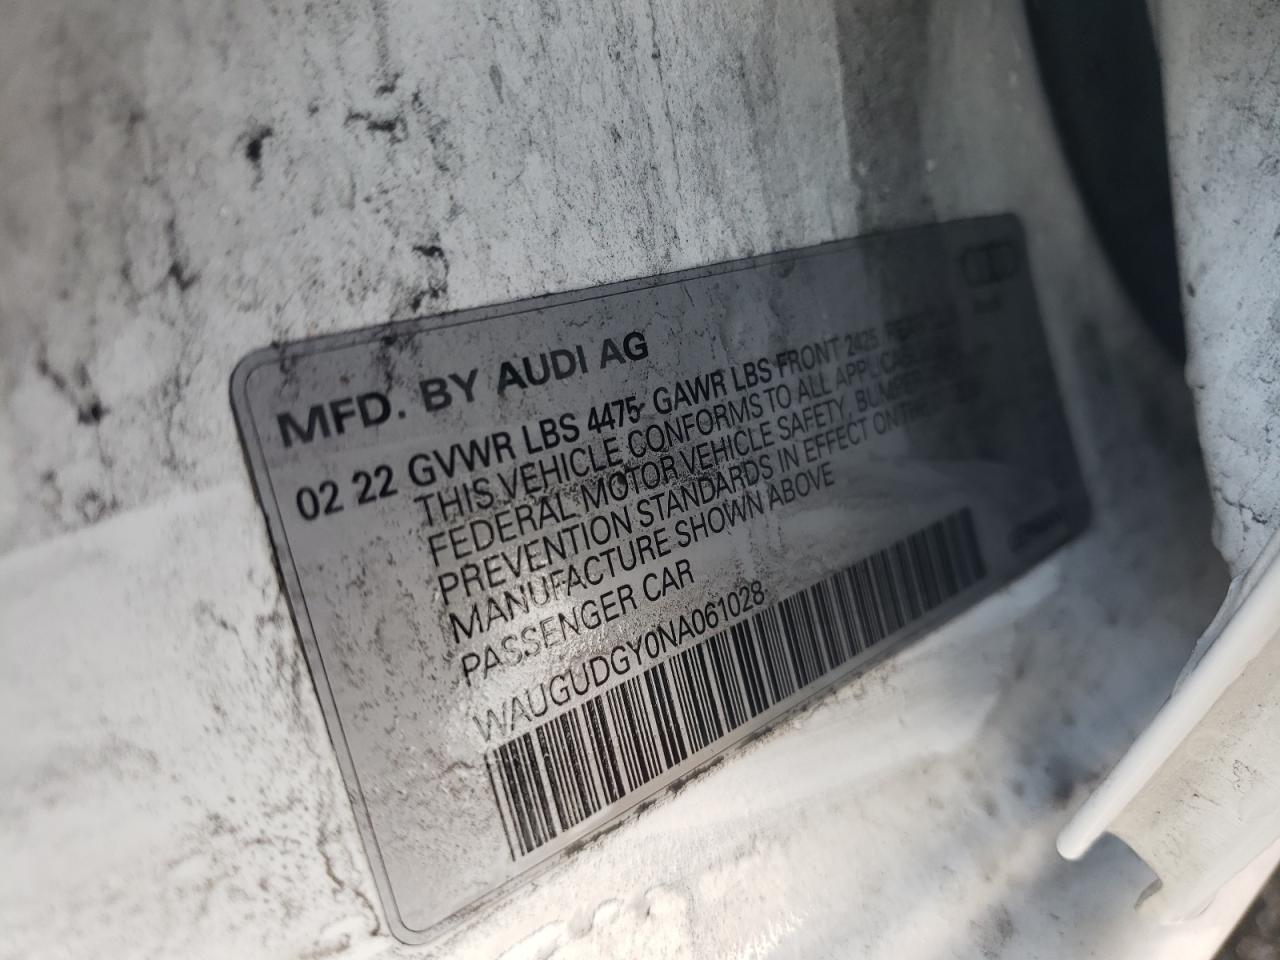 MFD. BY AUDI AG
02 22 GVWR LBS 4475 GAWR LBS FRONT 2425
THIS VEHICLE CONFORMS TO ALL APPLICABLE
FEDERAL MOTOR VEHICLE SAFETY, BUMPER
PREVENTION STANDARDS IN EFFECT ON THE
MANUFACTURE SHOWN ABOVE
PASSENGER CAR
WAUGUDGY0NA061028